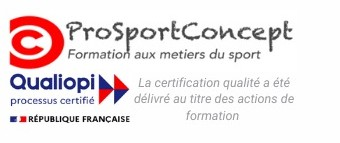 ProSportConcept
Formation aux metiers du sport
Qualiopi
processus certifié
RÉPUBLIQUE FRANÇAISE
La certification qualité a été
délivré au titre des actions de
formation